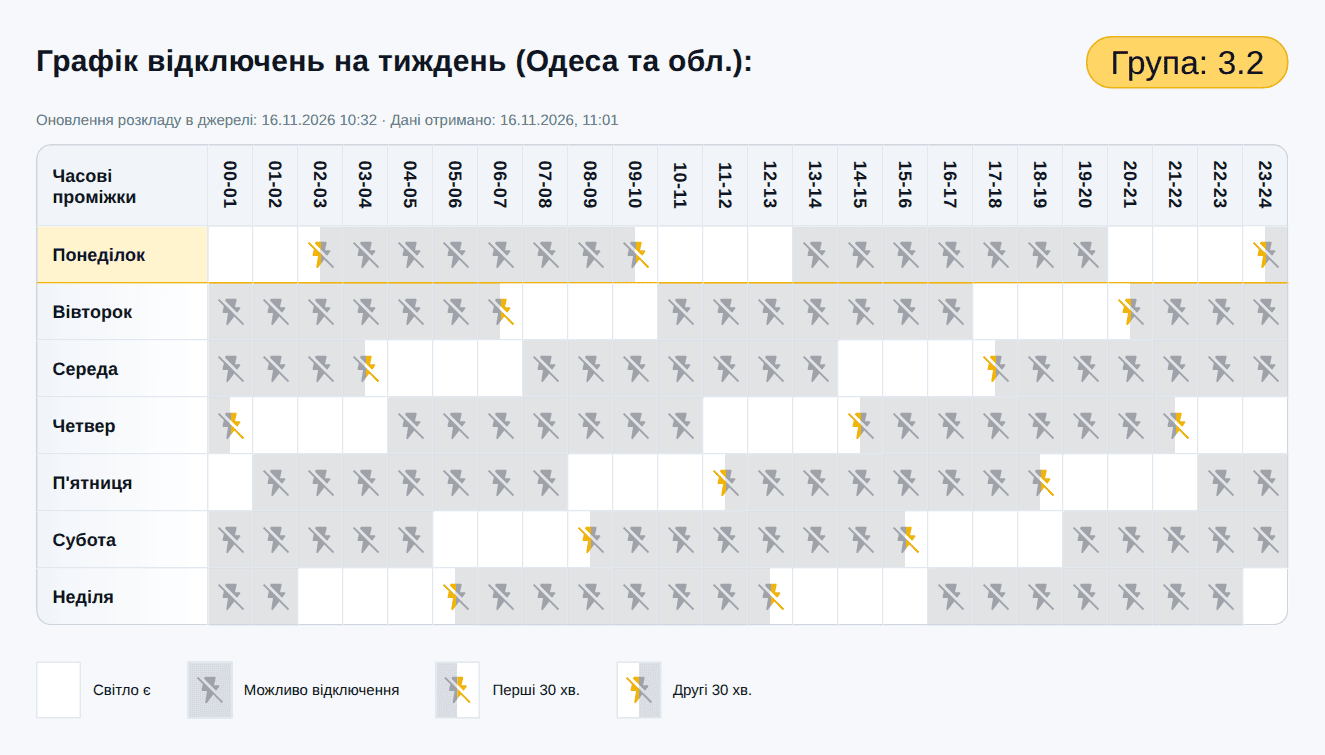 Графік відключень на тиждень (Одеса та обл.):
Група: 3.2
Оновлення розкладу в джерелі: 16.11.2026 10:32 · Дані отримано: 16.11.2026, 11:01
Часові
проміжки
00-01 01-02 02-03 03-04 04-05 05-06 06-07 07-08 08-09 09-10 10-11 11-12 12-13 13-14 14-15 15-16 16-17 17-18 18-19 19-20 20-21 21-22 22-23 23-24
Понеділок
Вівторок
Середа
Четвер
П'ятниця
Субота
Неділя
Світло є
Можливо відключення
Перші 30 хв.
Другі 30 хв.